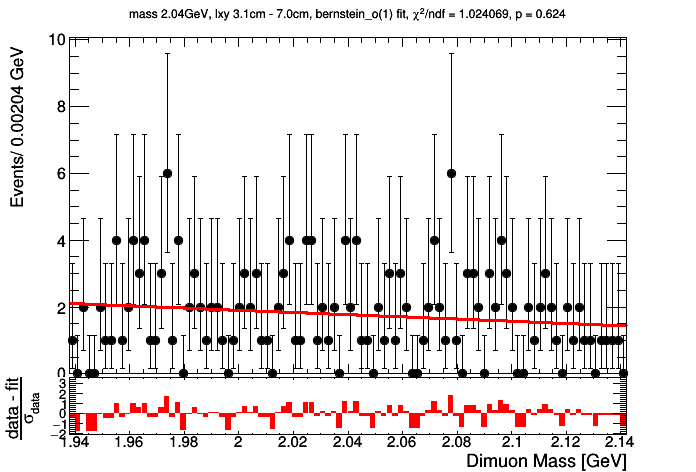 mass 2.04GeV, lxy 3.1cm - 7.0cm, bernstein_o(1) fit, χ²/ndf = 1.024069, p = 0.624
Events/ 0.00204 GeV
10
8
6
4
2
0
data - fit
σdata
3
2
1
0
−1
−2
1.94 1.96 1.98 2 2.02 2.04 2.06 2.08 2.1 2.12 2.14
Dimuon Mass [GeV]